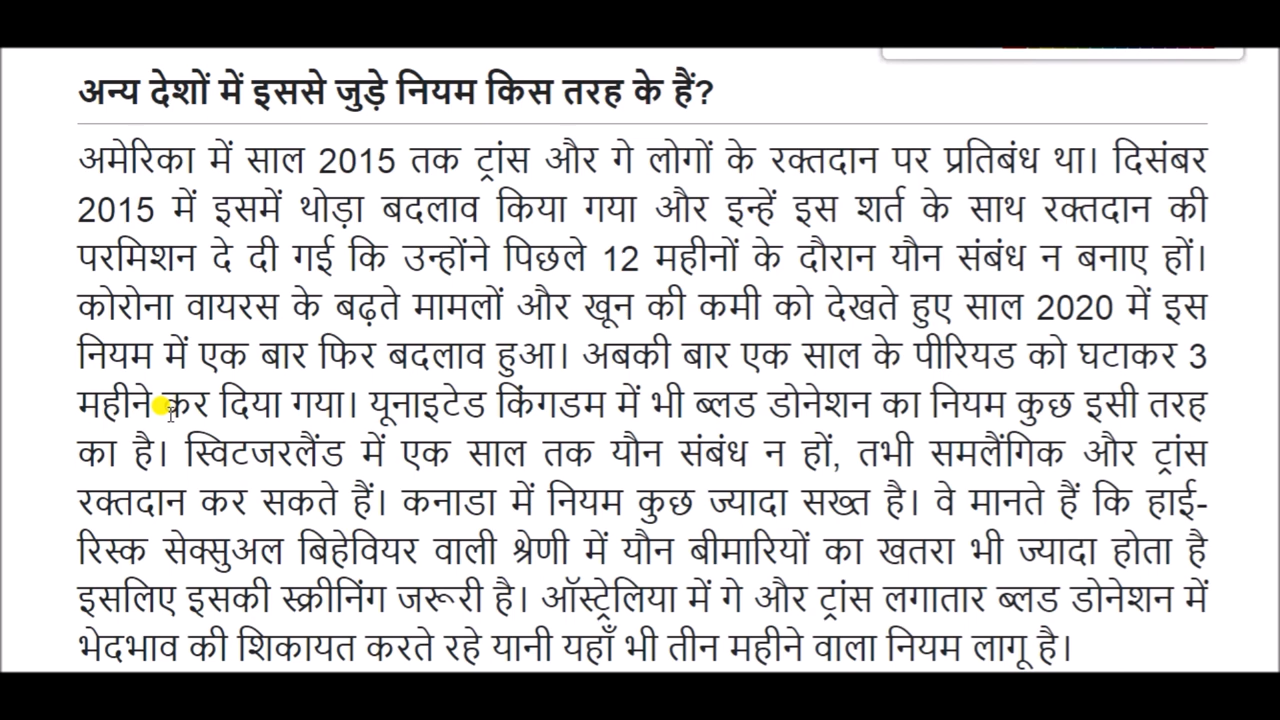 अन्य देशों में इससे जुड़े नियम किस तरह के हैं?
अमेरिका में साल 2015 तक ट्रांस और गे लोगों के रक्तदान पर प्रतिबंध था। दिसंबर
2015 में इसमें थोड़ा बदलाव किया गया और इन्हें इस शर्त के साथ रक्तदान की
परमिशन दे दी गई कि उन्होंने पिछले 12 महीनों के दौरान यौन संबंध न बनाए हों।
कोरोना वायरस के बढ़ते मामलों और खून की कमी को देखते हुए साल 2020 में इस
नियम में एक बार फिर बदलाव हुआ। अबकी बार एक साल के पीरियड को घटाकर 3
महीने कर दिया गया। यूनाइटेड किंगडम में भी ब्लड डोनेशन का नियम कुछ इसी तरह
का है। स्विटजरलैंड में एक साल तक यौन संबंध न हों, तभी समलैंगिक और ट्रांस
रक्तदान कर सकते हैं। कनाडा में नियम कुछ ज्यादा सख्त है। वे मानते हैं कि हाई-
रिस्क सेक्सुअल बिहेवियर वाली श्रेणी में यौन बीमारियों का खतरा भी ज्यादा होता है
इसलिए इसकी स्क्रीनिंग जरूरी है। ऑस्ट्रेलिया में गे और ट्रांस लगातार ब्लड डोनेशन में
भेदभाव की शिकायत करते रहे यानी यहाँ भी तीन महीने वाला नियम लागू है।